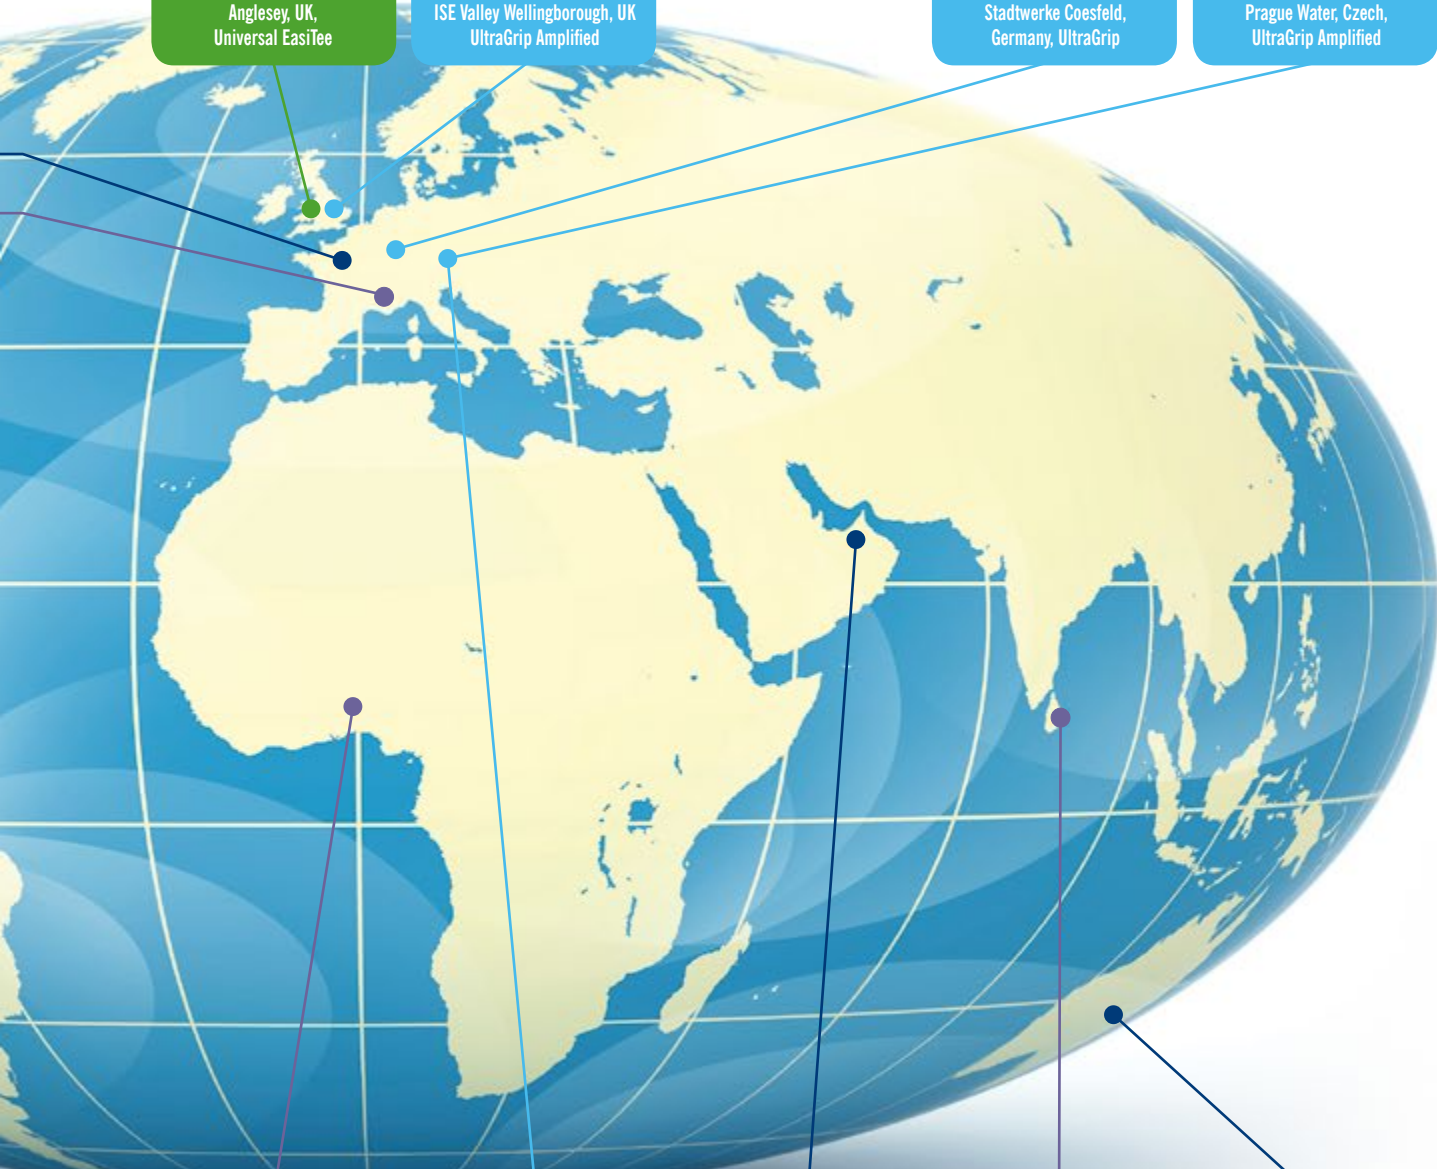 Anglesey, UK,
Universal EasiTee
ISE Valley Wellingborough, UK
UltraGrip Amplified
Stadtwerke Coesfeld,
Germany, UltraGrip
Prague Water, Czech,
UltraGrip Amplified